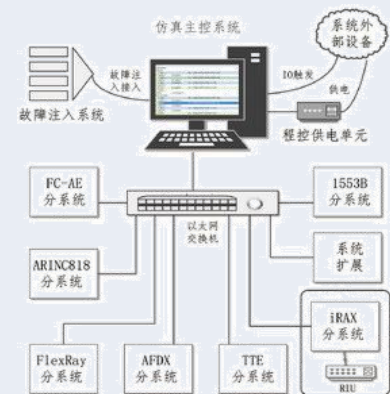 仿真主控系统
系统外
部设备
故障注
入接入
IO触发
供电
故障注入系统
程控供电单元
FC-AE
分系统
以太网
交换机
1553B
分系统
ARINC818
分系统
系统
扩展
iRAX
分系统
FlexRay
分系统
AFDX
分系统
TTE
分系统
RIU